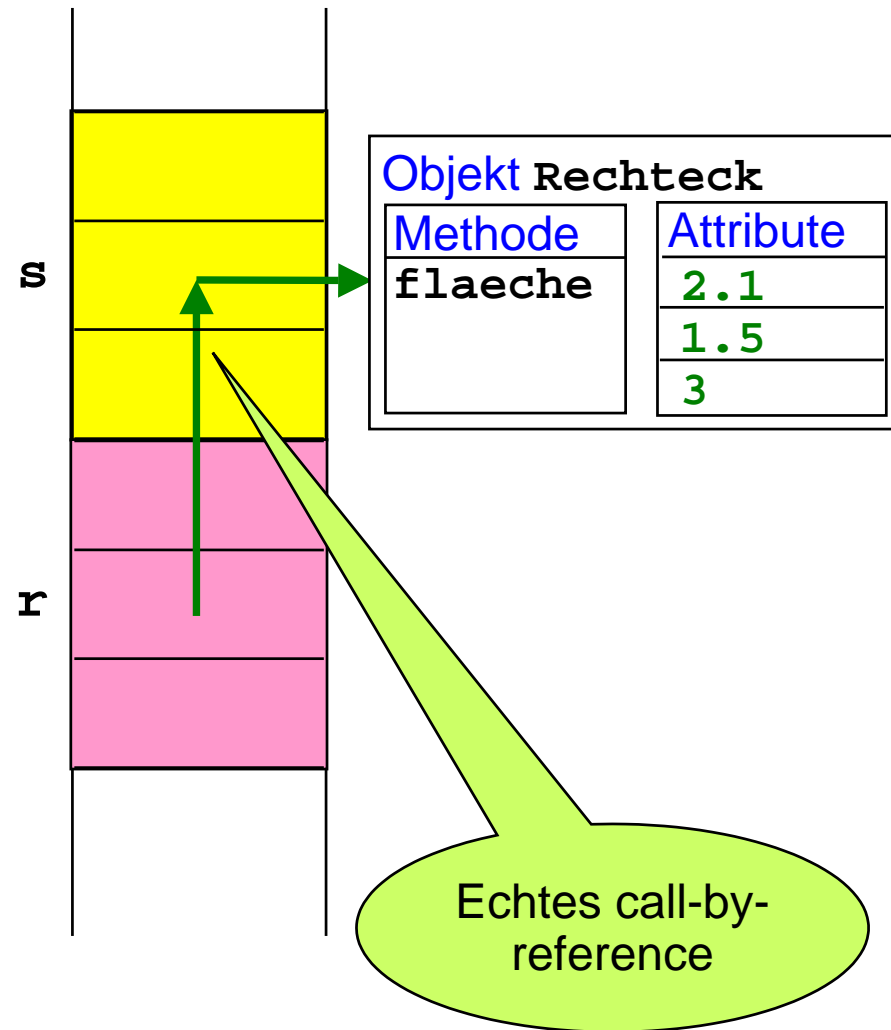 Objekt Rechteck
Methode
Attribute
s
flaeche
2.1
1.5
3
r
Echtes call-by-
reference